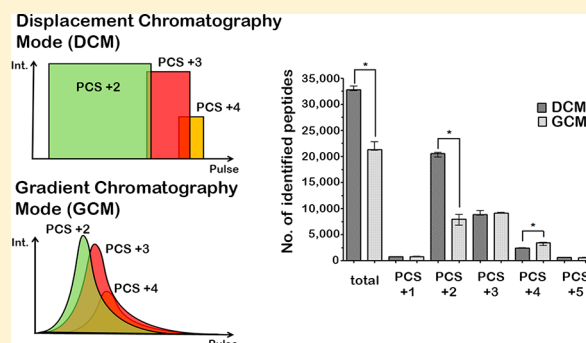 Displacement Chromatography
Mode (DCM)
Int.
PCS +3
PCS +2
PCS +4
Pulse
Gradient Chromatography
Mode (GCM)
PCS +2
Int.
PCS +3
PCS +4
Pulse
No. of identified peptides
35,000
30,000
25,000
20,000
15,000
10,000
5,000
0
*
*
*
DCM
GCM
total
PCS +1
PCS +2
PCS +3
PCS +4
PCS +5